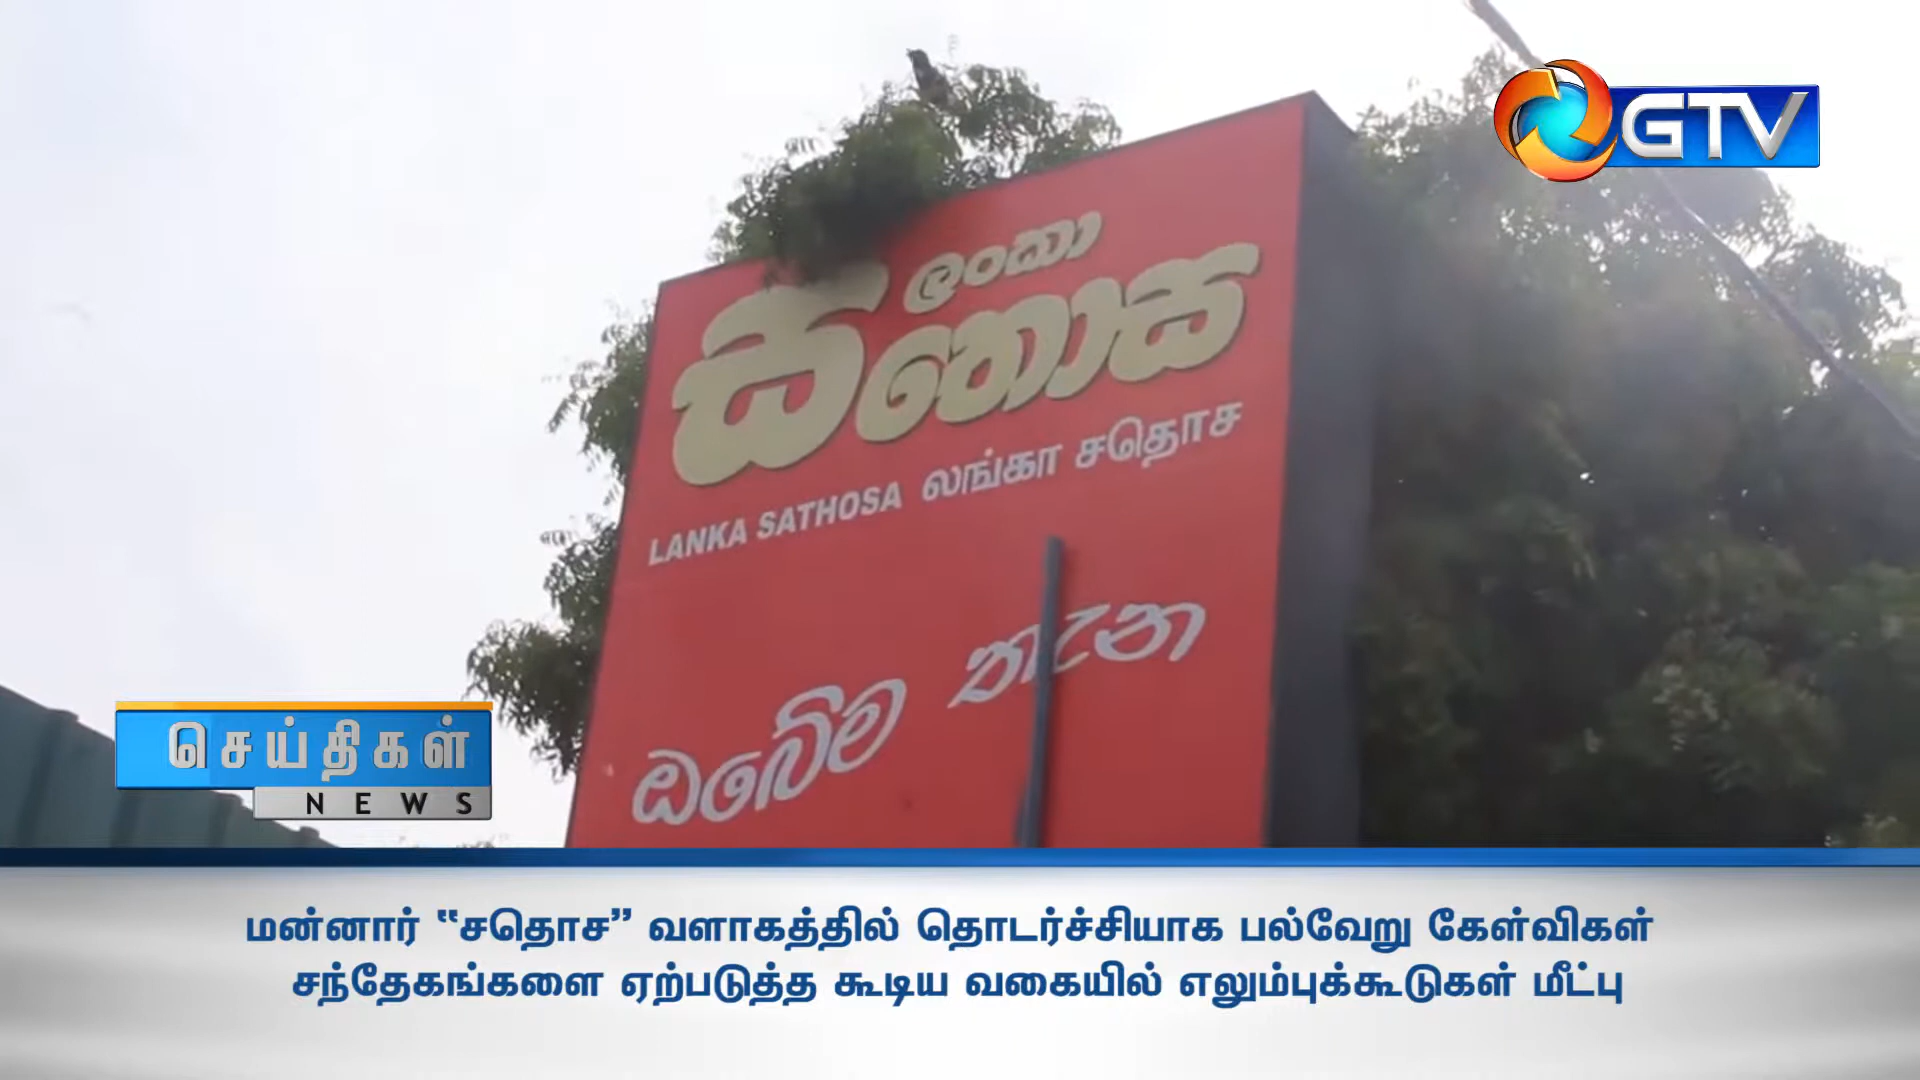 GTV
ලංකා
සතොස
LANKA SATHOSA லங்கா சதொச
ඔබේම තැන
செய்திகள்
NEWS
மன்னார் “சதொச” வளாகத்தில் தொடர்ச்சியாக பல்வேறு கேள்விகள்
சந்தேகங்களை ஏற்படுத்த கூடிய வகையில் எலும்புக்கூடுகள் மீட்பு